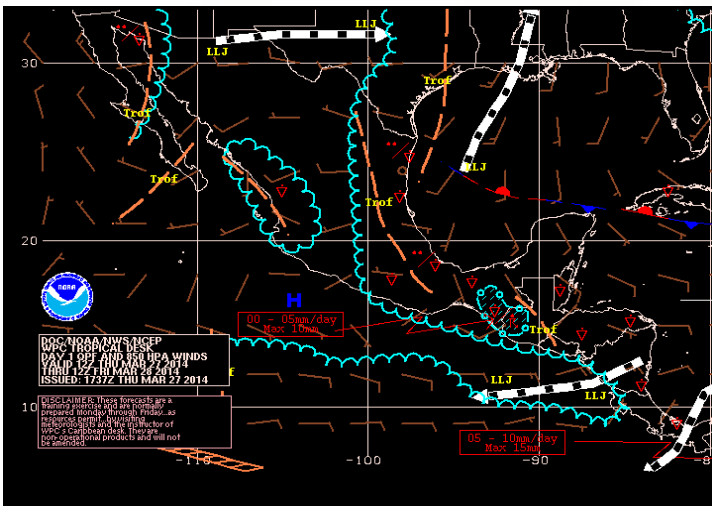 LLJ
LLJ
30
Trof
Trof
Trof
LLJ
Trof
20
NOAA
H
00 - 05mm/day
Max 10mm
Trof
DOC/NOAA/NWS/NCEP
WPC TROPICAL DESK
DAY 1 QPF AND 850 HPA WINDS
VALID 12Z THU MAR 27 2014
THRU 12Z FRI MAR 28 2014
ISSUED: 1737Z THU MAR 27 2014
of
LLJ
LLJ
DISCLAIMER: These forecasts are a
training exercise and are normally
prepared Monday through Friday...as
resources permit...by visiting
meteorologists and the instructor of
WPC s Caribbean desk. They are
non-operational products and will not
be amended.
10
05 - 10mm/day
Max 15mm
-110
-100
-90
-80